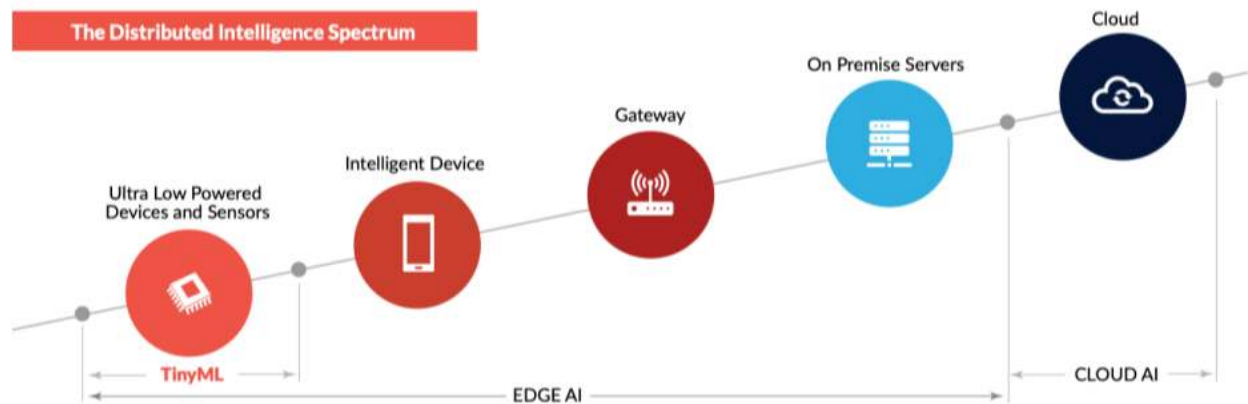 The Distributed Intelligence Spectrum
Cloud
On Premise Servers
Gateway
Intelligent Device
Ultra Low Powered
Devices and Sensors
TinyML
EDGE AI
CLOUD AI